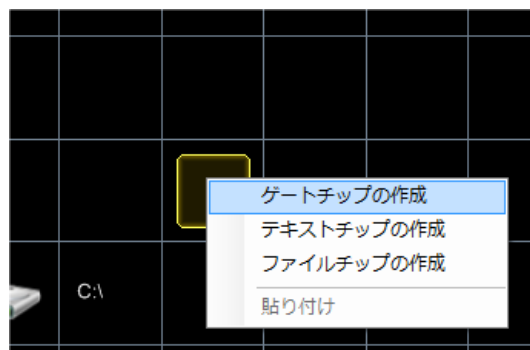 ゲートチップの作成
テキストチップの作成
ファイルチップの作成
C:\
貼り付け